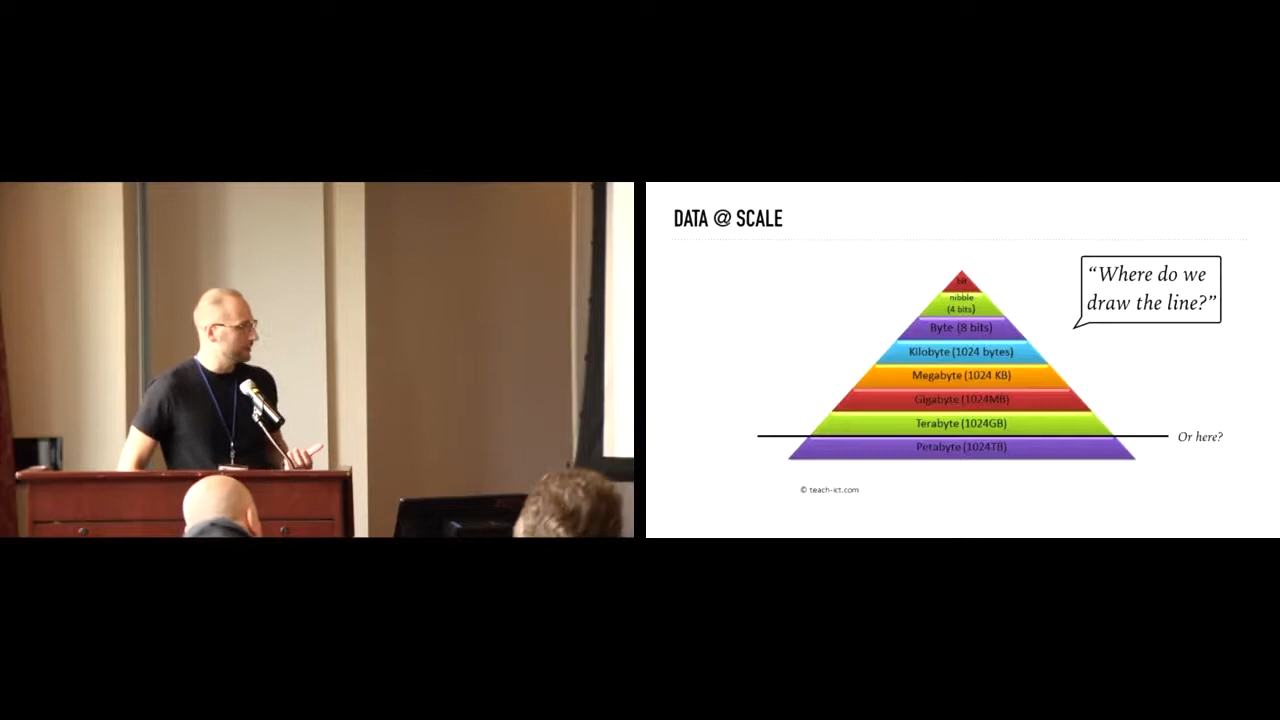 DATA @ SCALE
“Where do we
draw the line?”
bit
nibble
(4 bits)
Byte (8 bits)
Kilobyte (1024 bytes)
Megabyte (1024 KB)
Gigabyte (1024MB)
Terabyte (1024GB)
Or here?
Petabyte (1024TB)
© teach-ict.com